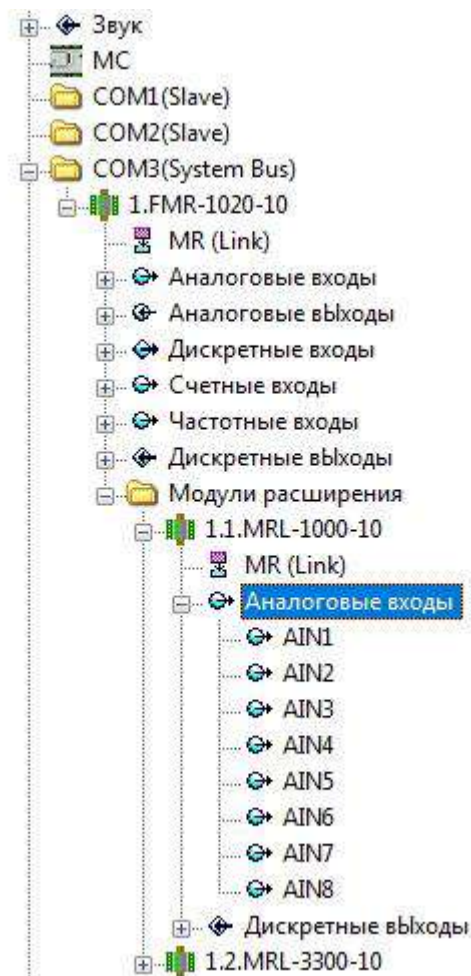 Звук
MC
COM1(Slave)
COM2(Slave)
COM3(System Bus)
1.FMR-1020-10
MR (Link)
Аналоговые входы
Аналоговые вЫходы
Дискретные входы
Счетные входы
Частотные входы
Дискретные вЫходы
Модули расширения
1.1.MRL-1000-10
MR (Link)
Аналоговые входы
AIN1
AIN2
AIN3
AIN4
AIN5
AIN6
AIN7
AIN8
Дискретные вЫходы
1.2.MRL-3300-10